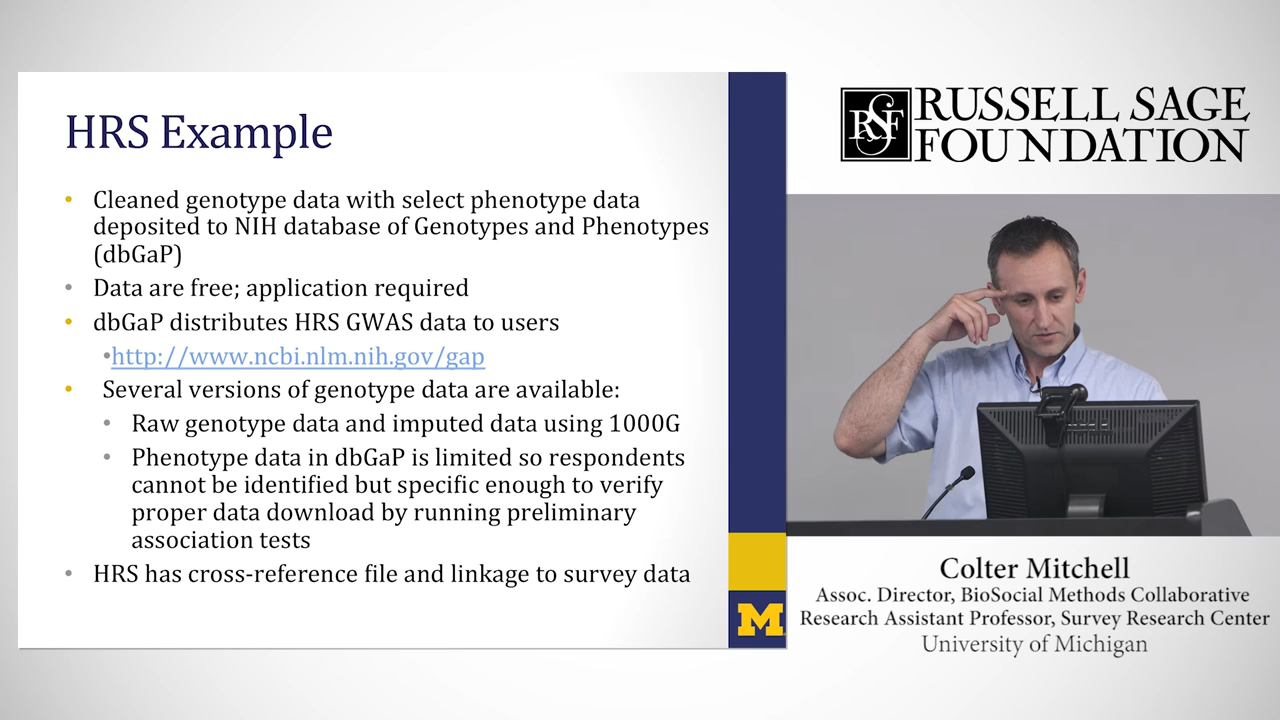 HRS Example
• Cleaned genotype data with select phenotype data
deposited to NIH database of Genotypes and Phenotypes
(dbGaP)
• Data are free; application required
• dbGaP distributes HRS GWAS data to users
•http://www.ncbi.nlm.nih.gov/gap
• Several versions of genotype data are available:
• Raw genotype data and imputed data using 1000G
• Phenotype data in dbGaP is limited so respondents
cannot be identified but specific enough to verify
proper data download by running preliminary
association tests
• HRS has cross-reference file and linkage to survey data
M
RSF
RUSSELL SAGE
FOUNDATION
Colter Mitchell
Assoc. Director, BioSocial Methods Collaborative
Research Assistant Professor, Survey Research Center
University of Michigan